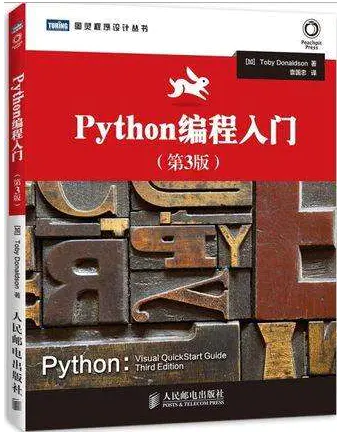 TURING
图灵程序设计丛书
Peachpit
Press
[加] Toby Donaldson 著
袁国忠 译
Python编程入门
(第3版)
Python:
Visual QuickStart Guide
Third Edition
人民邮电出版社
POSTS & TELECOM PRESS
Python编程入门
(第3版)
[加] Toby Donaldson 著
人民邮电出版社